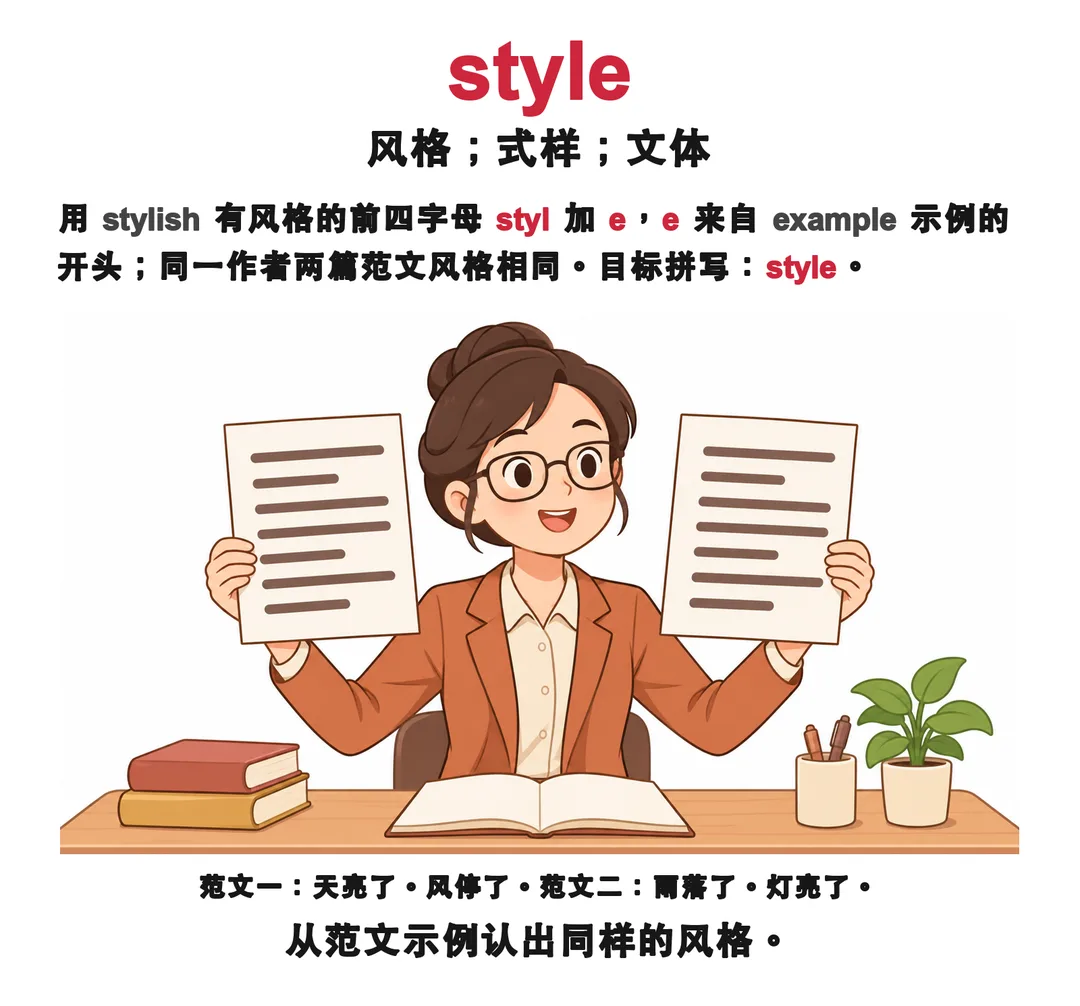 style
风格；式样；文体
用 stylish 有风格的前四字母 styl 加 e，e 来自 example 示例的
开头；同一作者两篇范文风格相同。目标拼写：style。
范文一：天亮了。风停了。范文二：雨落了。灯亮了。
从范文示例认出同样的风格。